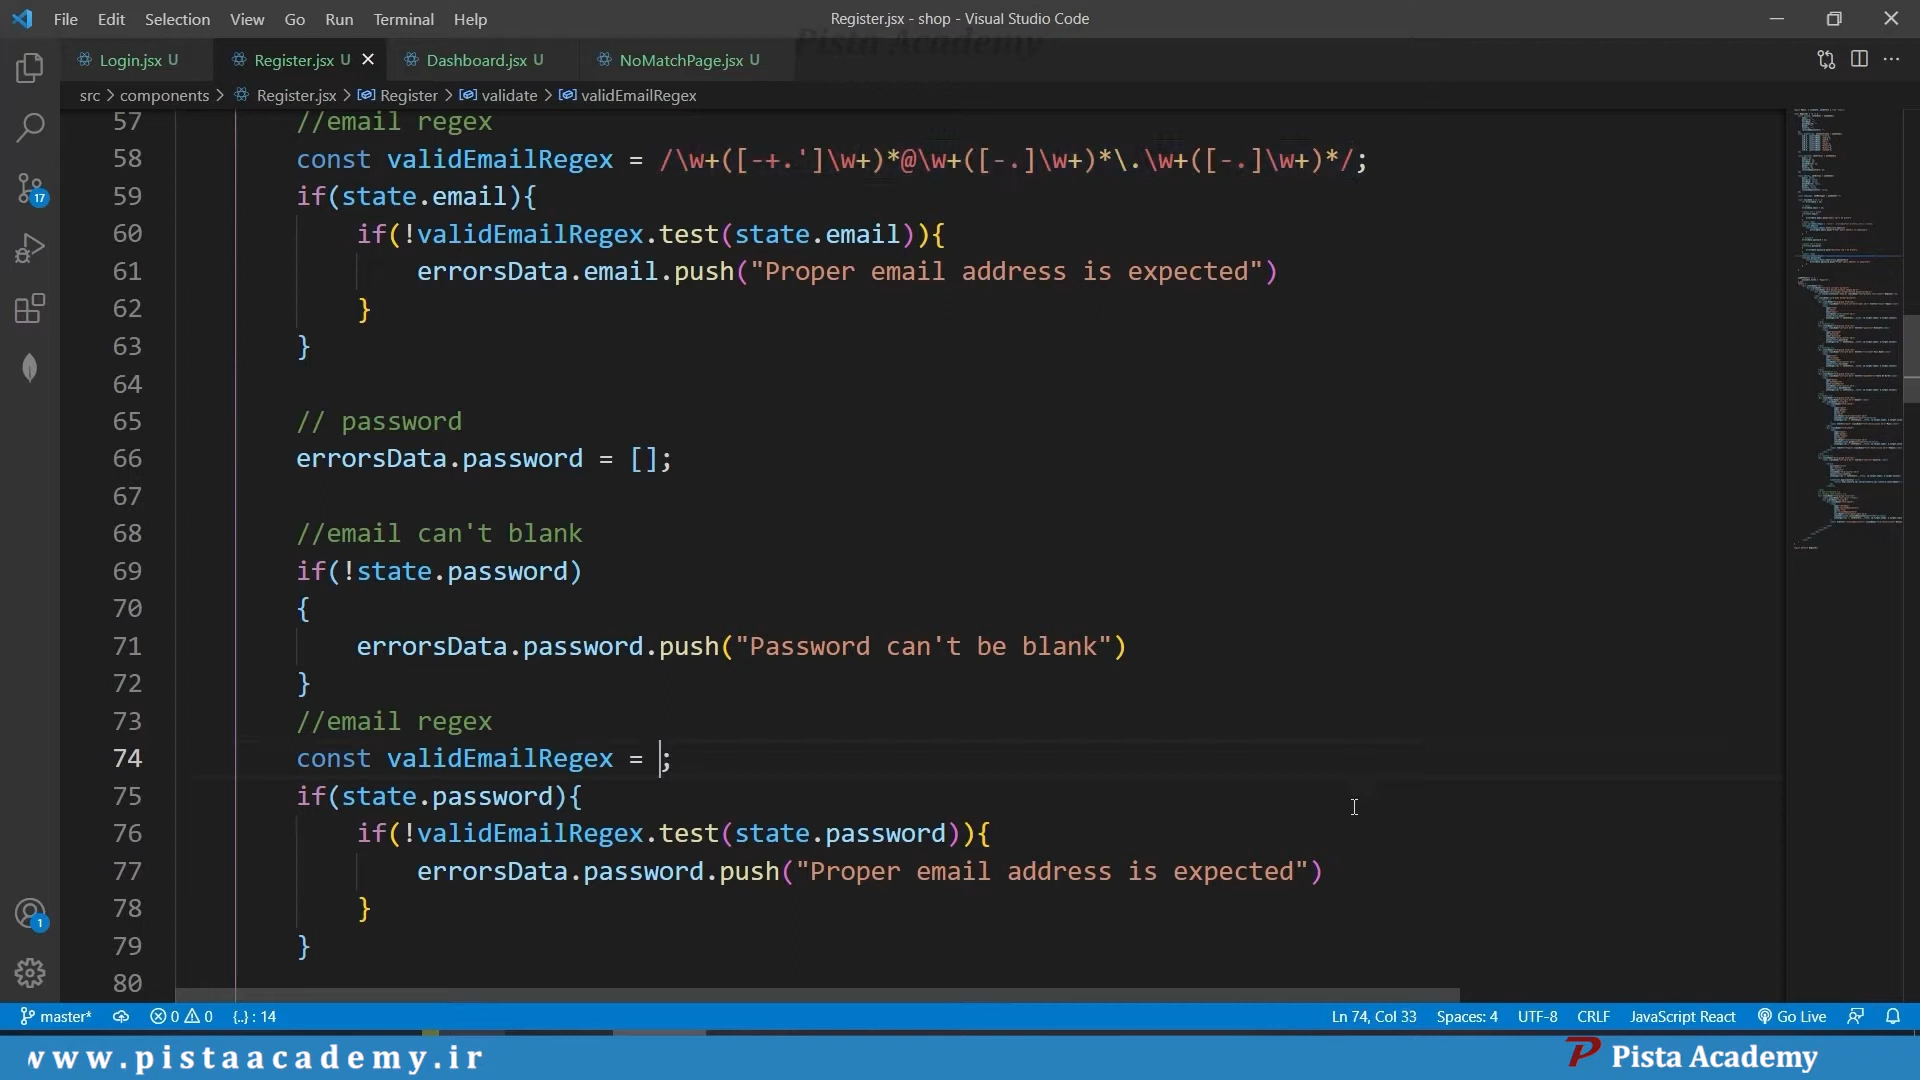 File Edit Selection View Go Run Terminal Help
Register.jsx - shop - Visual Studio Code
Pista Academy
Login.jsx U
Register.jsx U
Dashboard.jsx U
NoMatchPage.jsx U
src > components > Register.jsx > Register > validate > validEmailRegex
57 //email regex
58 const validEmailRegex = /\w+([-+.']\w+)*@\w+([-.]\w+)*\.\w+([-.]\w+)*/;
59 if(state.email){
60 if(!validEmailRegex.test(state.email)){
61 errorsData.email.push("Proper email address is expected")
62 }
63 }
64
65 // password
66 errorsData.password = [];
67
68 //email can't blank
69 if(!state.password)
70 {
71 errorsData.password.push("Password can't be blank")
72 }
73 //email regex
74 const validEmailRegex = ;
75 if(state.password){
76 if(!validEmailRegex.test(state.password)){
77 errorsData.password.push("Proper email address is expected")
78 }
79 }
80
17
1
master* 0 0 {..} : 14
Ln 74, Col 33 Spaces: 4 UTF-8 CRLF JavaScript React Go Live
www.pistaacademy.ir
Pista Academy